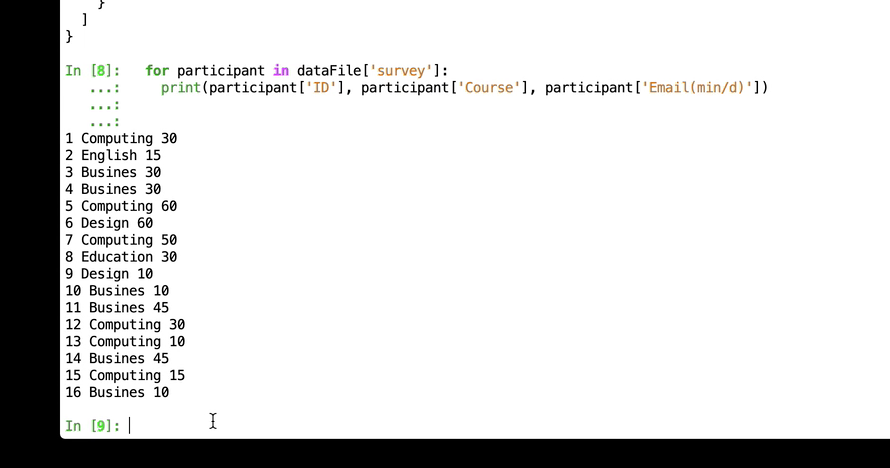 }
]
}
In [8]: for participant in dataFile['survey']:
...: print(participant['ID'], participant['Course'], participant['Email(min/d)'])
...:
...:
1 Computing 30
2 English 15
3 Busines 30
4 Busines 30
5 Computing 60
6 Design 60
7 Computing 50
8 Education 30
9 Design 10
10 Busines 10
11 Busines 45
12 Computing 30
13 Computing 10
14 Busines 45
15 Computing 15
16 Busines 10
In [9]: